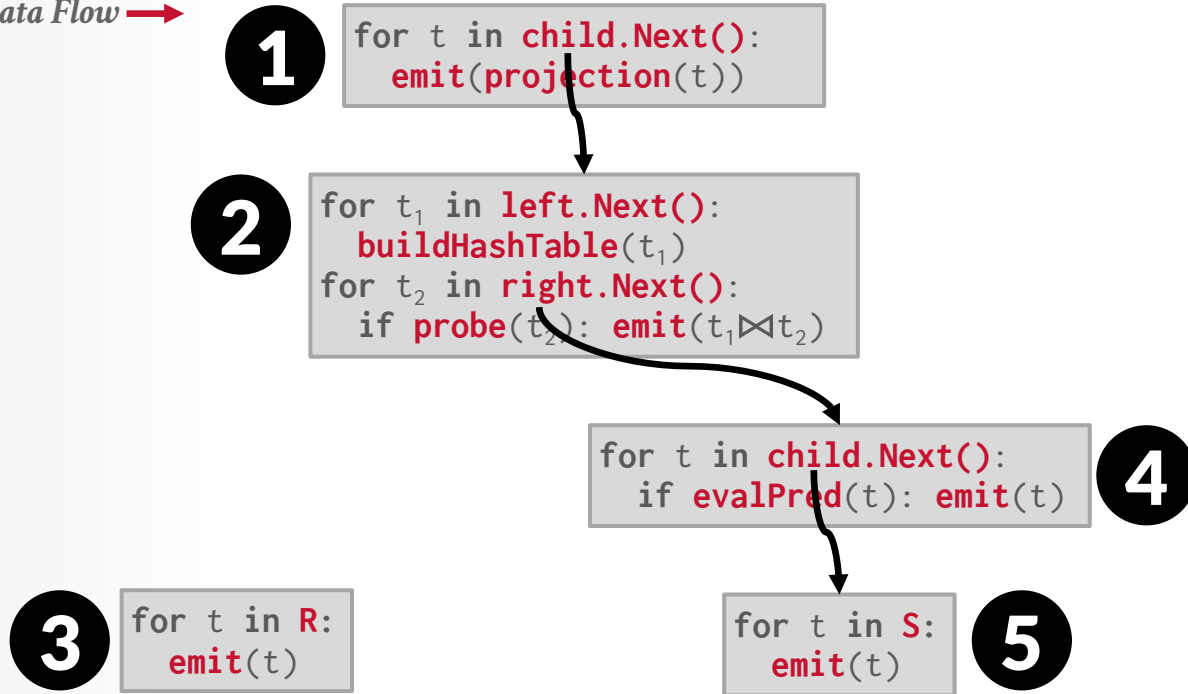 ata Flow
1
for t in child.Next():
emit(projection(t))
2
for t₁ in left.Next():
buildHashTable(t₁)
for t₂ in right.Next():
if probe(t₂): emit(t₁⨝t₂)
for t in child.Next():
if evalPred(t): emit(t)
4
3
for t in R:
emit(t)
for t in S:
emit(t)
5